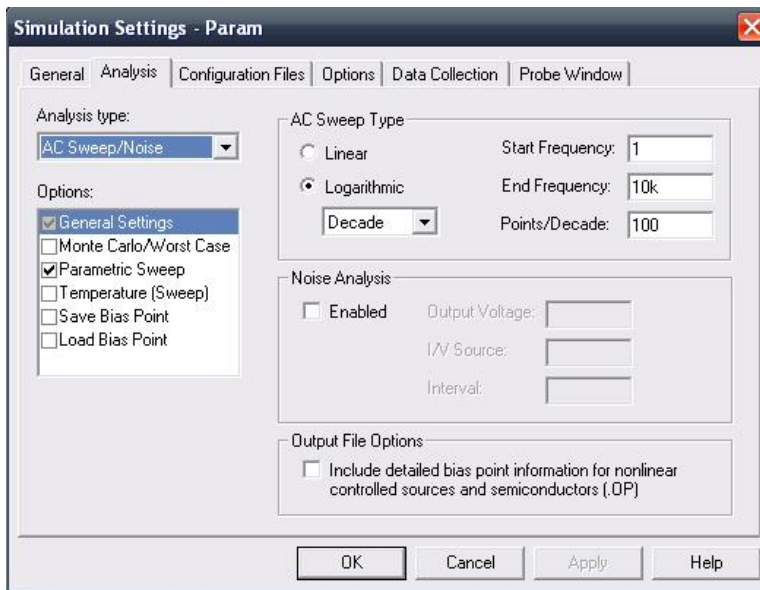 Simulation Settings - Param
General Analysis Configuration Files Options Data Collection Probe Window
Analysis type:
AC Sweep/Noise
Options:
General Settings
Monte Carlo/Worst Case
Parametric Sweep
Temperature (Sweep)
Save Bias Point
Load Bias Point
AC Sweep Type
Linear
Logarithmic
Decade
Start Frequency: 1
End Frequency: 10k
Points/Decade: 100
Noise Analysis
Enabled
Output Voltage:
I/V Source:
Interval:
Output File Options
Include detailed bias point information for nonlinear
controlled sources and semiconductors (.OP)
OK Cancel Apply Help